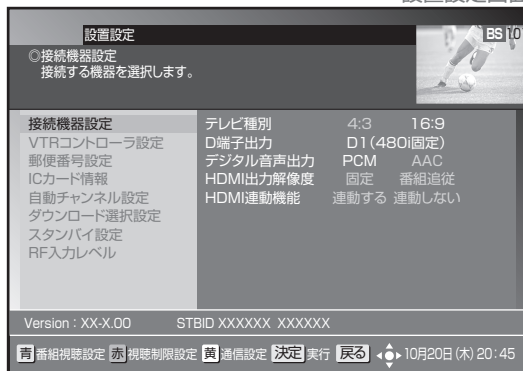 設置設定
BS 10
◎接続機器設定
接続する機器を選択します。
接続機器設定
VTRコントローラ設定
郵便番号設定
ICカード情報
自動チャンネル設定
ダウンロード選択設定
スタンバイ設定
RF入力レベル
テレビ種別 4:3 16:9
D端子出力 D1(480i固定)
デジタル音声出力 PCM AAC
HDMI出力解像度 固定 番組追従
HDMI連動機能 連動する 連動しない
Version : XX-X.00 STBID XXXXXX XXXXXX
青 番組視聴設定 赤 視聴制限設定 黄 通信設定 決定 実行 戻る 10月20日(木) 20:45